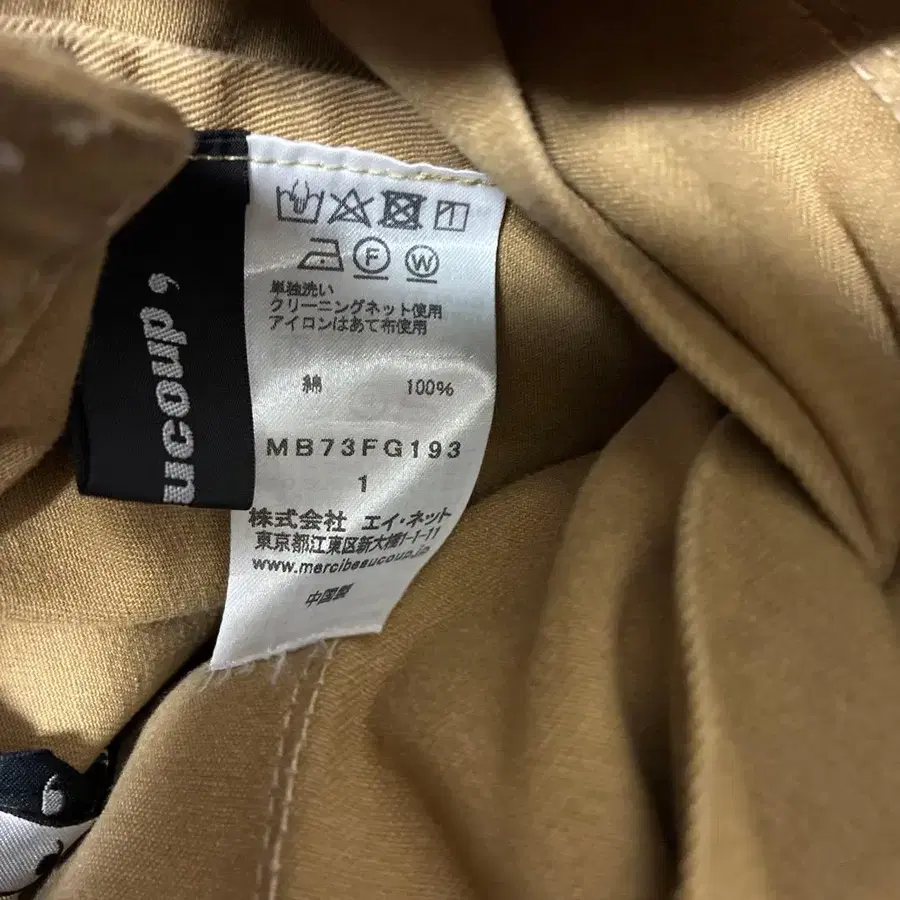 ucoup,
F W
単独洗い
クリーニングネット使用
アイロンはあて布使用
綿 100%
MB73FG193
1
株式会社 エイ・ネット
東京都江東区新大橋1-1-11
www.mercibeaucoup.jp
中国製